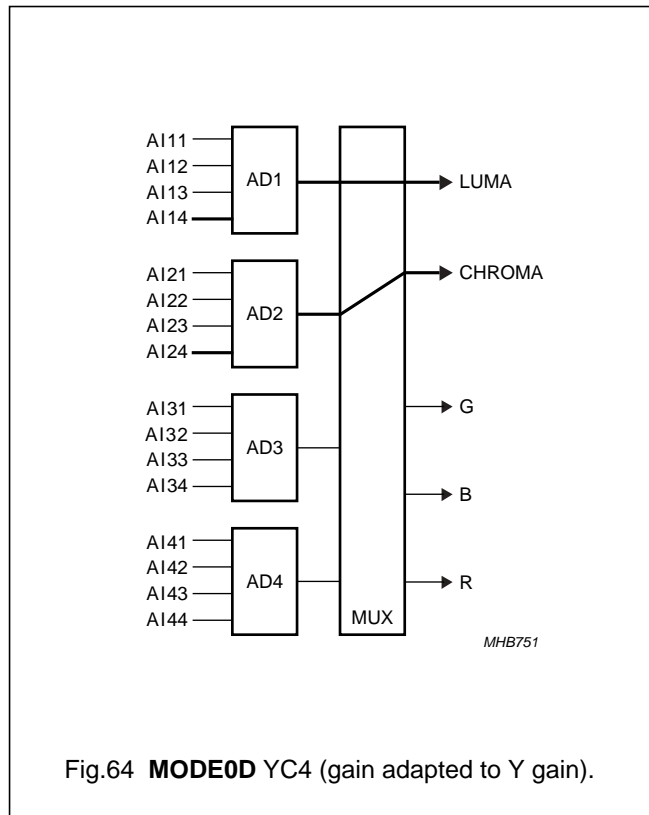 AI11
AI12
AI13
AI14
AD1
LUMA
AI21
AI22
AI23
AI24
AD2
CHROMA
AI31
AI32
AI33
AI34
AD3
G
B
AI41
AI42
AI43
AI44
AD4
R
MUX
MHB751
Fig.64 MODE0D YC4 (gain adapted to Y gain).